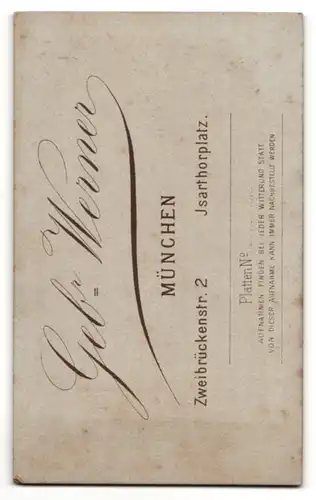 Gebr Werner
MÜNCHEN
Zweibrückenstr. 2 Jsarthorplatz.
Platten No
AUFNAHMEN FINDEN BEI JEDER WITTERUNG STATT
VON DIESER AUFNAHME KANN IMMER NACHBESTELLT WERDEN